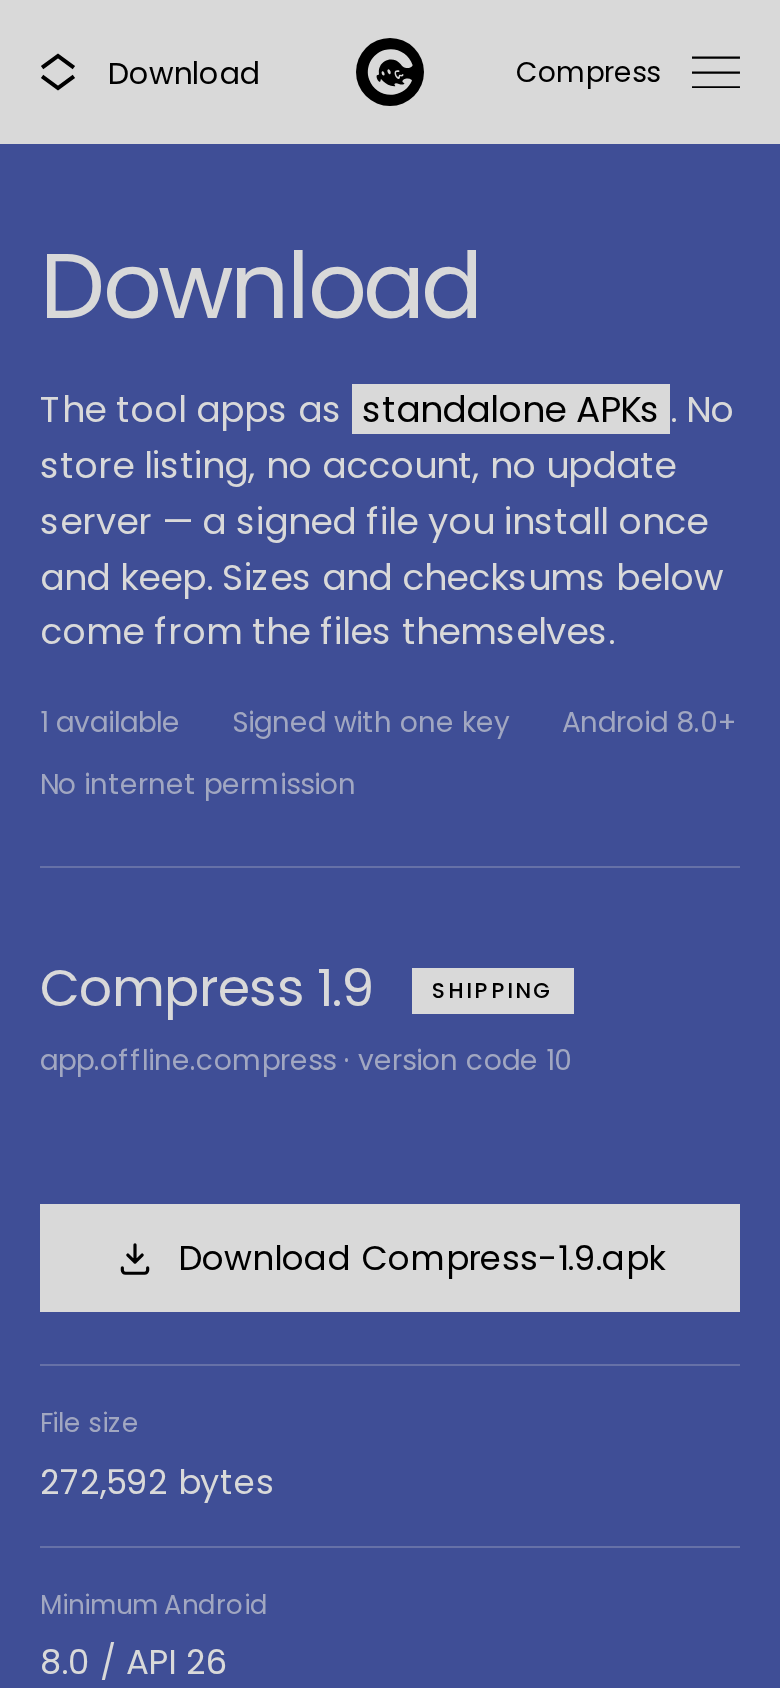 Download
Compress
Download
The tool apps as standalone APKs. No
store listing, no account, no update
server — a signed file you install once
and keep. Sizes and checksums below
come from the files themselves.
1 available Signed with one key Android 8.0+
No internet permission
Compress 1.9 SHIPPING
app.offline.compress · version code 10
Download Compress-1.9.apk
File size
272,592 bytes
Minimum Android
8.0 / API 26